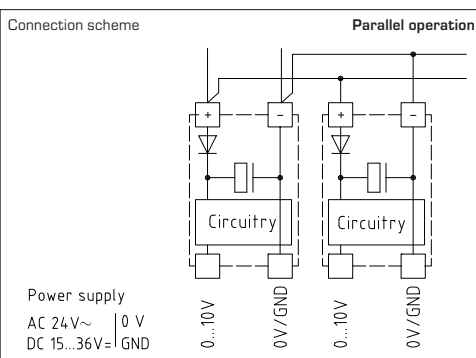 Connection scheme Parallel operation
+ - + -
Circuitry Circuitry
Power supply
AC 24V~ 0 V
DC 15...36V= GND
0...10V 0V/GND 0...10V 0V/GND